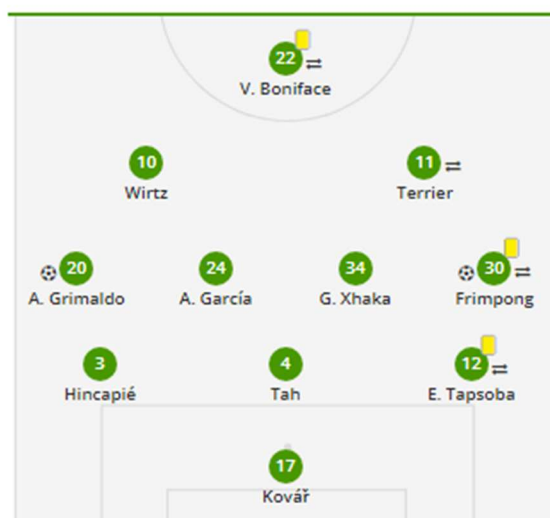 22
V. Boniface
10
11
Wirtz
Terrier
20
24
34
30
A. Grimaldo
A. García
G. Xhaka
Frimpong
3
4
12
Hincapié
Tah
E. Tapsoba
17
Kovář